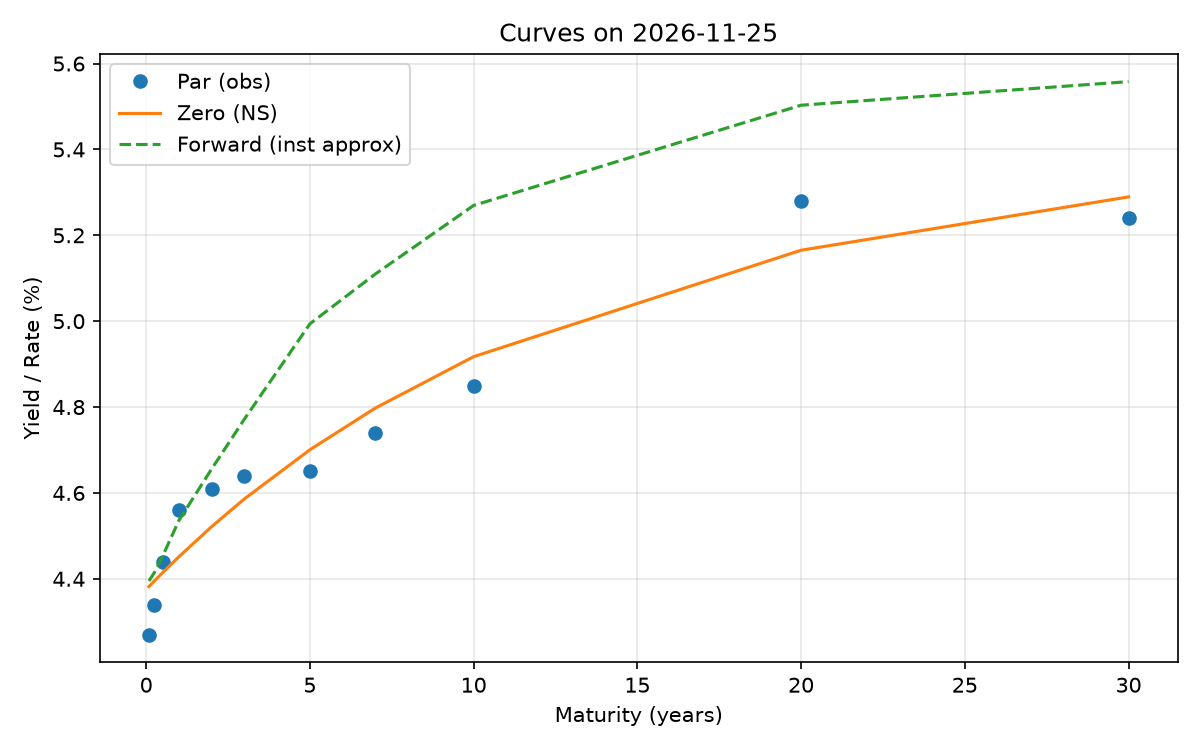 Curves on 2026-11-25
Par (obs)
Zero (NS)
Forward (inst approx)
Yield / Rate (%)
5.6
5.4
5.2
5.0
4.8
4.6
4.4
0 5 10 15 20 25 30
Maturity (years)